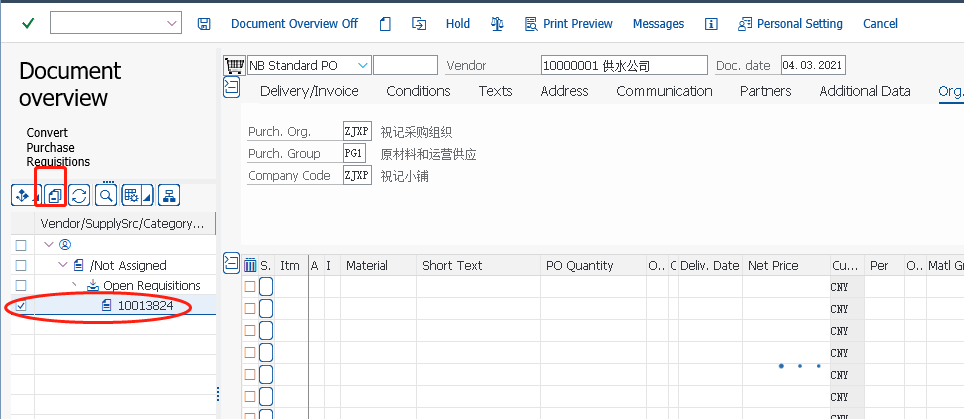 Document Overview Off Hold Print Preview Messages Personal Setting Cancel
Document
overview
Convert
Purchase
Requisitions
Vendor/SupplySrc/Category...
/Not Assigned
Open Requisitions
10013824
NB Standard PO Vendor 10000001 供水公司 Doc. date 04.03.2021
Delivery/Invoice Conditions Texts Address Communication Partners Additional Data Org.
Purch. Org. ZJXP 祝记采购组织
Purch. Group PG1 原材料和运营供应
Company Code ZJXP 祝记小铺
S. Itm A I Material Short Text PO Quantity O... C Deliv. Date Net Price Cu... Per O... Matl Gr
CNY
CNY
CNY
CNY
CNY
CNY